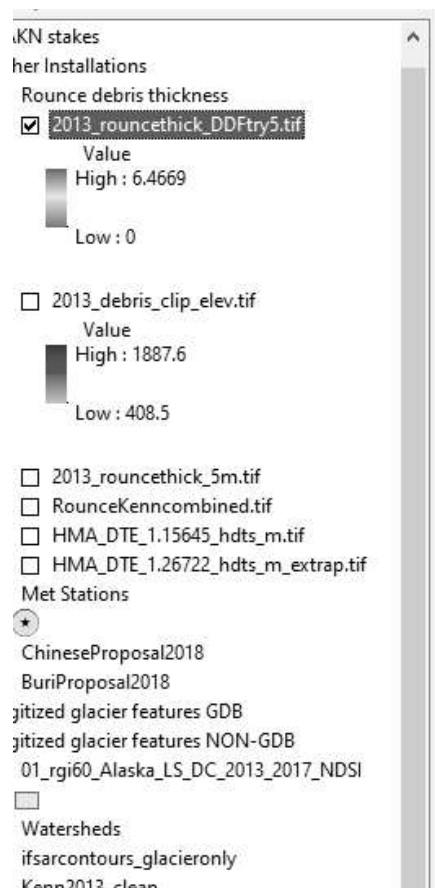 KN stakes
her Installations
Rounce debris thickness
2013_rouncethick_DDFtry5.tif
Value
High : 6.4669
Low : 0
2013_debris_clip_elev.tif
Value
High : 1887.6
Low : 408.5
2013_rouncethick_5m.tif
RounceKenncombined.tif
HMA_DTE_1.15645_hdts_m.tif
HMA_DTE_1.26722_hdts_m_extrap.tif
Met Stations
ChineseProposal2018
BuriProposal2018
gitized glacier features GDB
gitized glacier features NON-GDB
01_rgi60_Alaska_LS_DC_2013_2017_NDSI
Watersheds
ifsarcontours_glacieronly
Kenn2013_clean